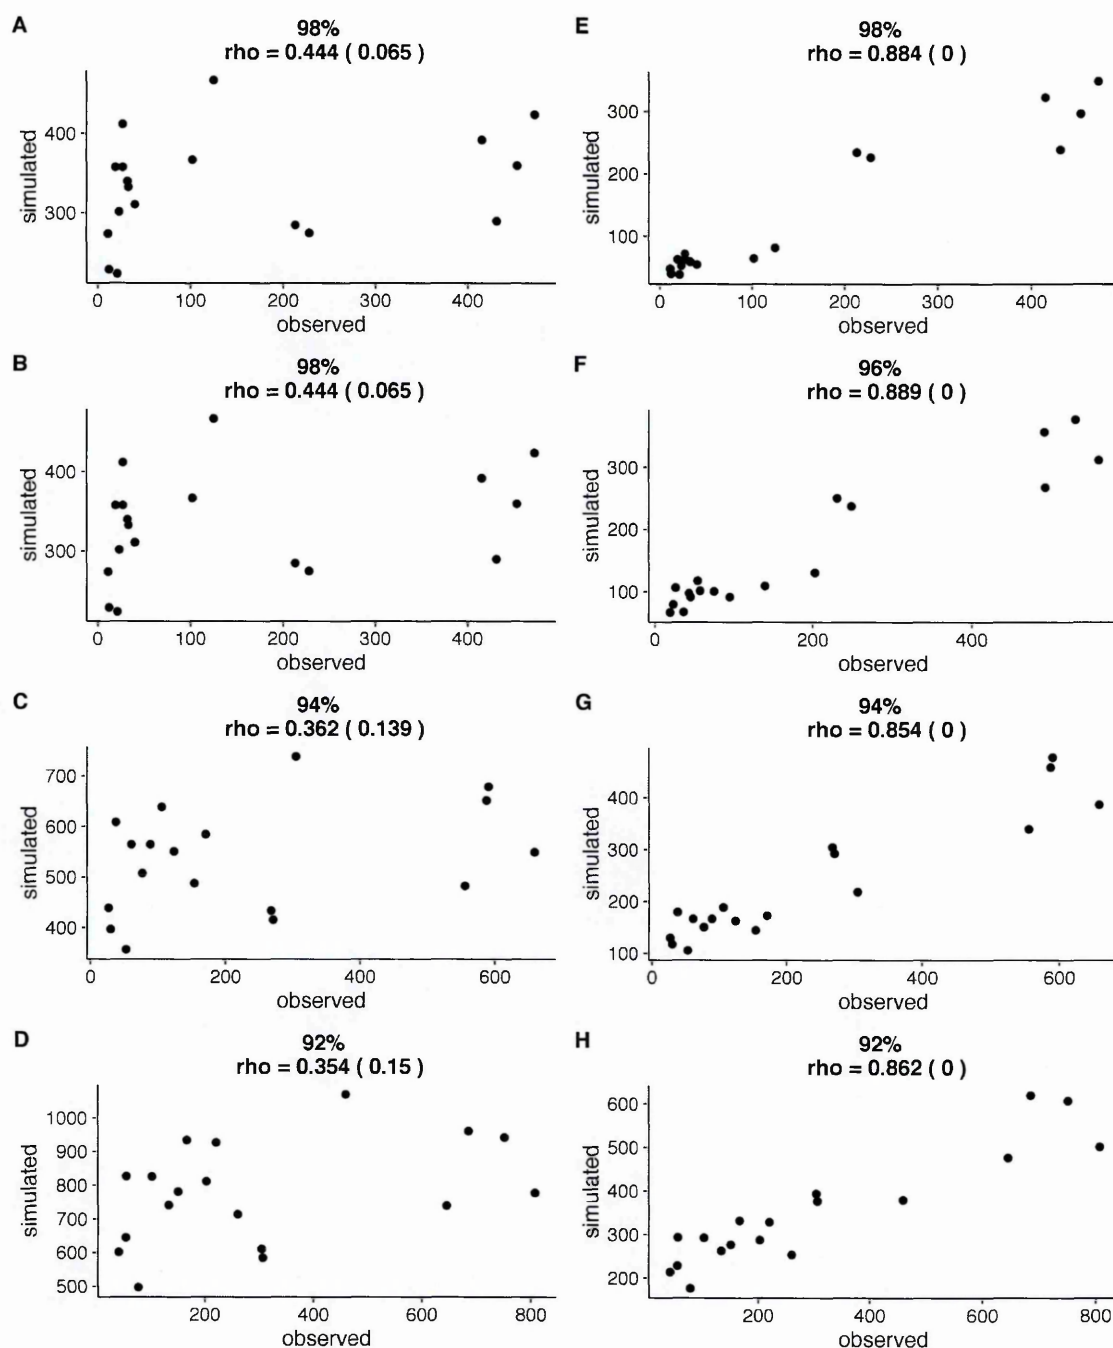 A
98%
rho = 0.444 ( 0.065 )
simulated
400
300
0 100 200 300 400
observed
B
98%
rho = 0.444 ( 0.065 )
simulated
400
300
0 100 200 300 400
observed
C
94%
rho = 0.362 ( 0.139 )
simulated
700
600
500
400
0 200 400 600
observed
D
92%
rho = 0.354 ( 0.15 )
simulated
1000
900
800
700
600
500
200 400 600 800
observed
E
98%
rho = 0.884 ( 0 )
simulated
300
200
100
0 100 200 300 400
observed
F
96%
rho = 0.889 ( 0 )
simulated
300
200
100
0 200 400
observed
G
94%
rho = 0.854 ( 0 )
simulated
400
300
200
100
0 200 400 600
observed
H
92%
rho = 0.862 ( 0 )
simulated
600
500
400
300
200
200 400 600 800
observed